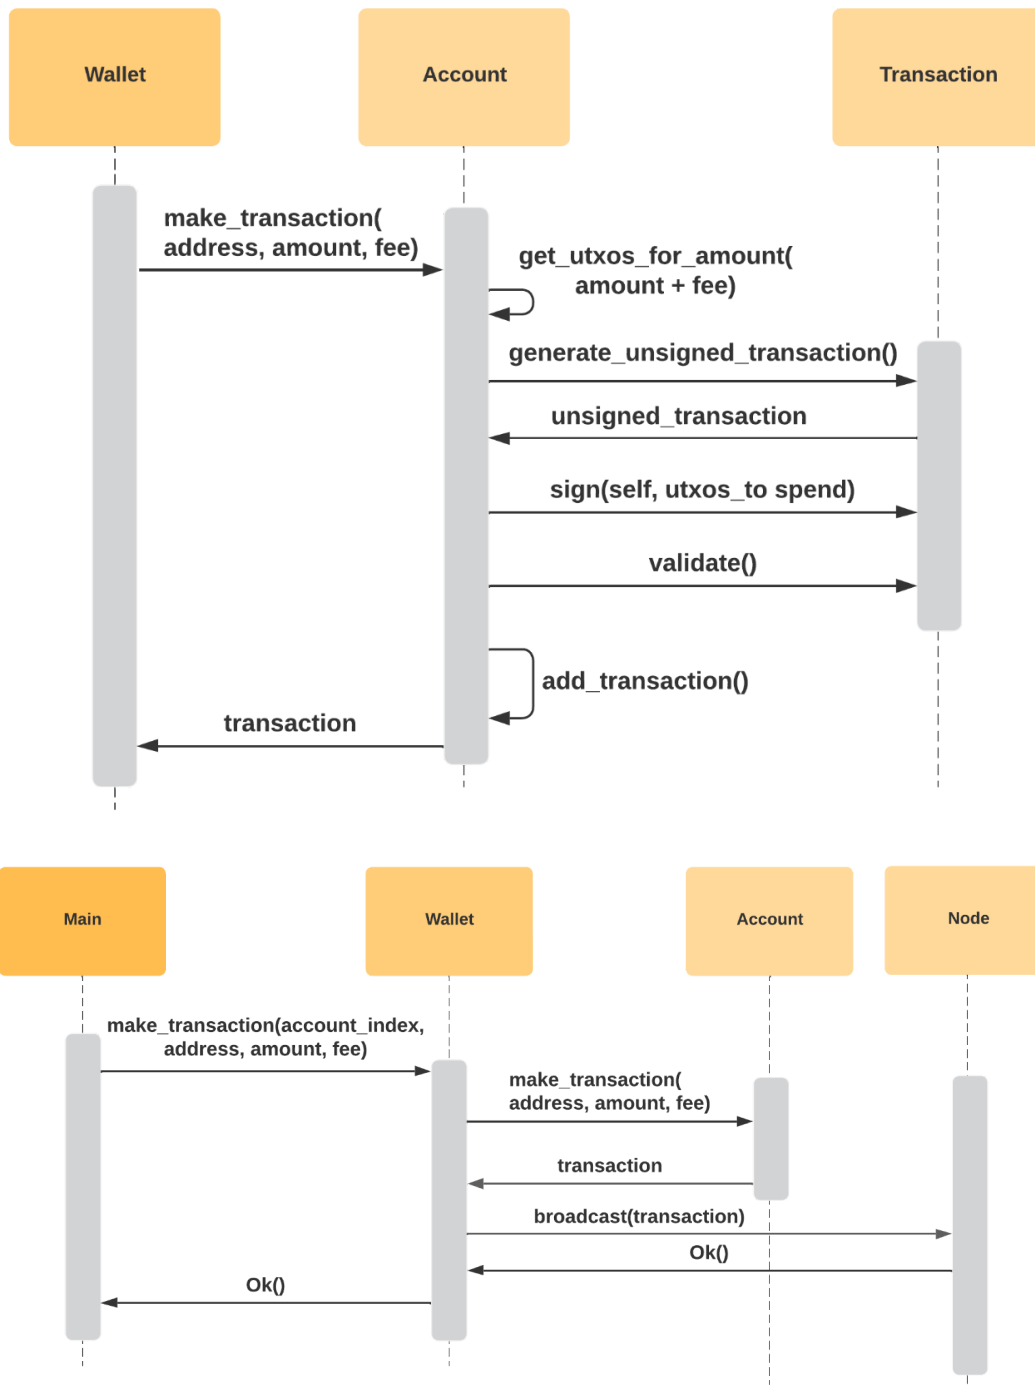 Wallet
Account
Transaction
make_transaction(
address, amount, fee)
get_utxos_for_amount(
amount + fee)
generate_unsigned_transaction()
unsigned_transaction
sign(self, utxos_to spend)
validate()
add_transaction()
transaction
Main
Wallet
Account
Node
make_transaction(account_index,
address, amount, fee)
make_transaction(
address, amount, fee)
transaction
broadcast(transaction)
Ok()
Ok()